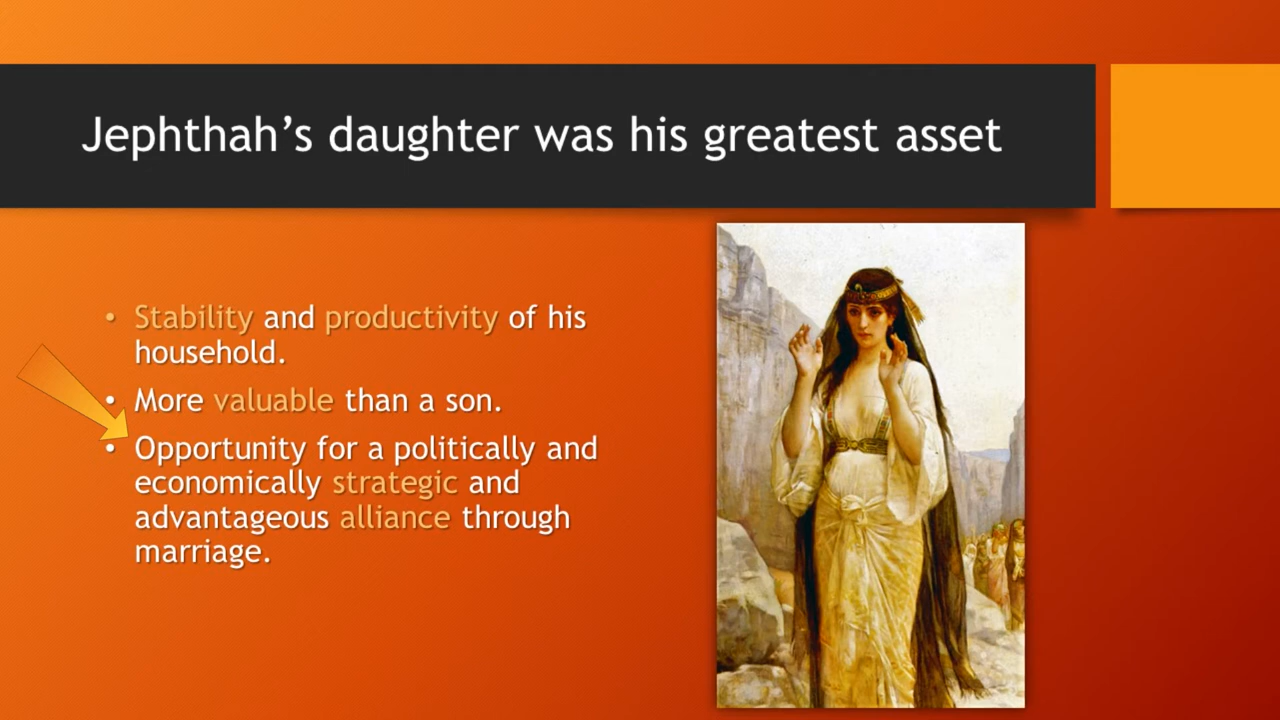 Jephthah’s daughter was his greatest asset
• Stability and productivity of his
household.
• More valuable than a son.
• Opportunity for a politically and
economically strategic and
advantageous alliance through
marriage.